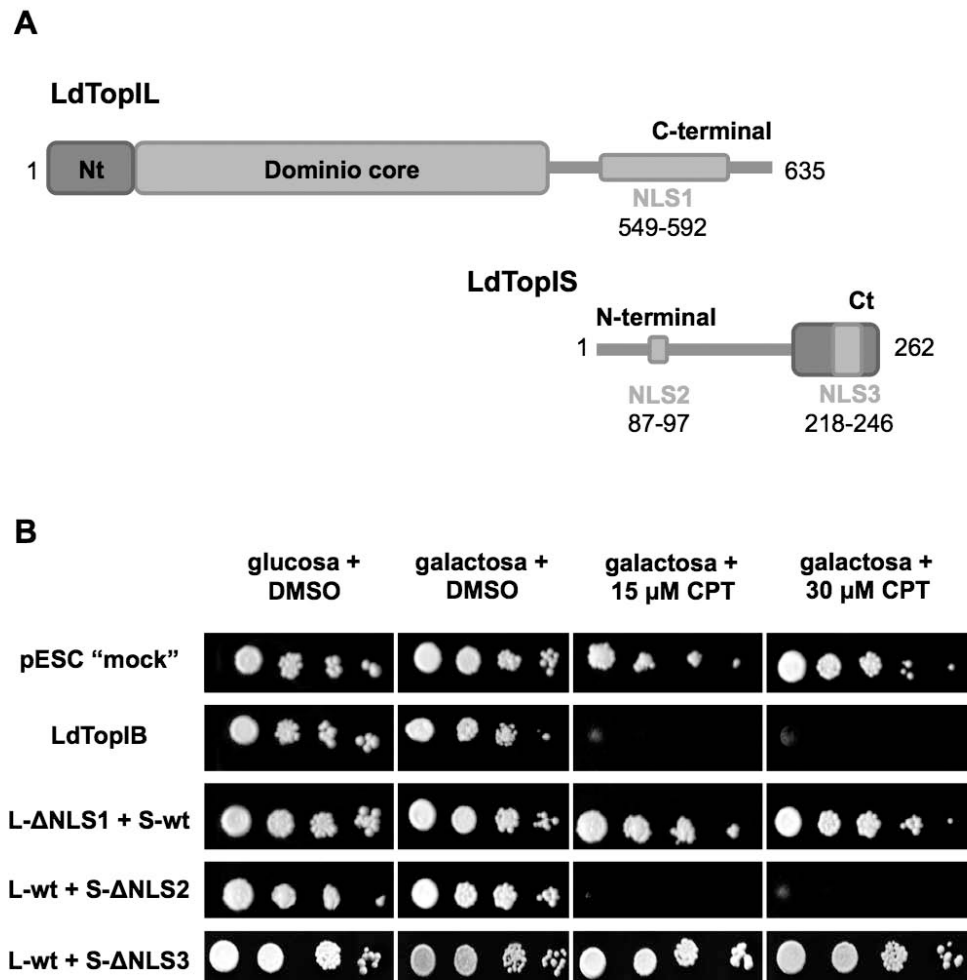 A
LdTopIL
C-terminal
1 Nt Dominio core 635
NLS1
549-592
LdTopIS
Ct
N-terminal
1 262
NLS2 NLS3
87-97 218-246
B
glucosa + galactosa + galactosa + galactosa +
DMSO DMSO 15 µM CPT 30 µM CPT
pESC “mock”
LdTopIB
L-ΔNLS1 + S-wt
L-wt + S-ΔNLS2
L-wt + S-ΔNLS3